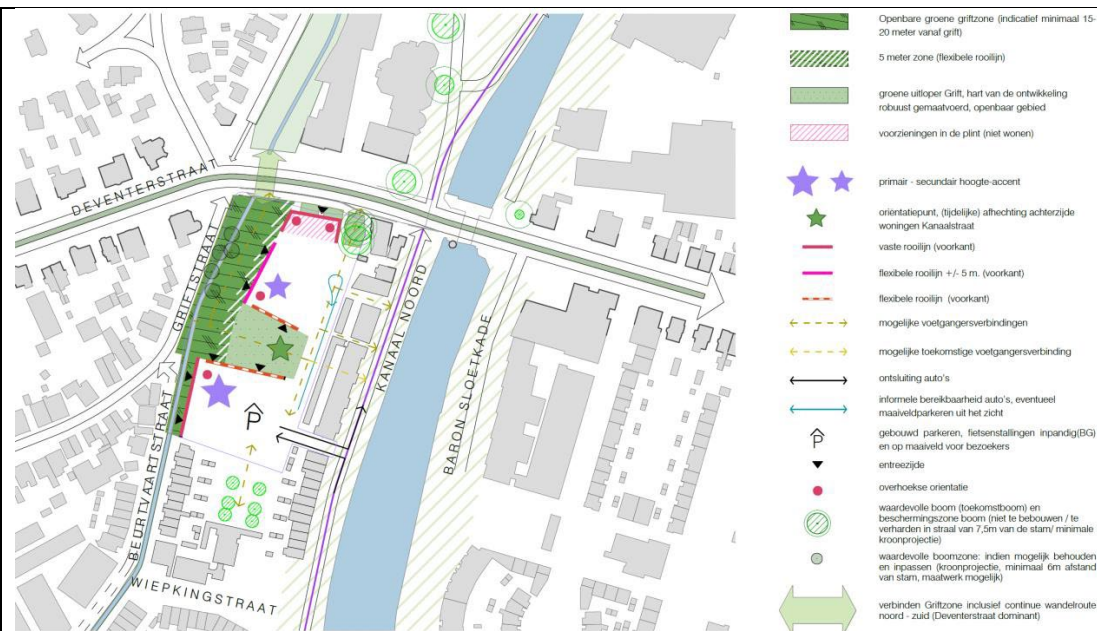 DEVENTERSTRAAT
GRIFTSTRAAT
KANAAL NOORD
BARON SLOETKADE
BEURTVAARTSTRAAT
WIEPKINGSTRAAT
P
Openbare groene griftzone (indicatief minimaal 15-
20 meter vanaf grift)
5 meter zone (flexibele rooilijn)
groene uitloper Grift, hart van de ontwikkeling
robuust gemaatvoerd, openbaar gebied
voorzieningen in de plint (niet wonen)
primair - secundair hoogte-accent
oriëntatiepunt, (tijdelijke) afhechting achterzijde
woningen Kanaalstraat
vaste rooilijn (voorkant)
flexibele rooilijn +/- 5 m. (voorkant)
flexibele rooilijn (voorkant)
mogelijke voetgangersverbindingen
mogelijke toekomstige voetgangersverbinding
ontsluiting auto's
informele bereikbaarheid auto's, eventueel
maaiveldparkeren uit het zicht
P
gebouwd parkeren, fietsenstallingen inpandig(BG)
en op maaiveld voor bezoekers
entreezijde
overhoekse orientatie
waardevolle boom (toekomstboom) en
beschermingszone boom (niet te bebouwen / te
verharden in straal van 7,5m van de stam/ minimale
kroonprojectie)
waardevolle boomzone: indien mogelijk behouden
en inpassen (kroonprojectie, minimaal 6m afstand
van stam, maatwerk mogelijk)
verbinden Griftzone inclusief continue wandelroute
noord - zuid (Deventerstraat dominant)